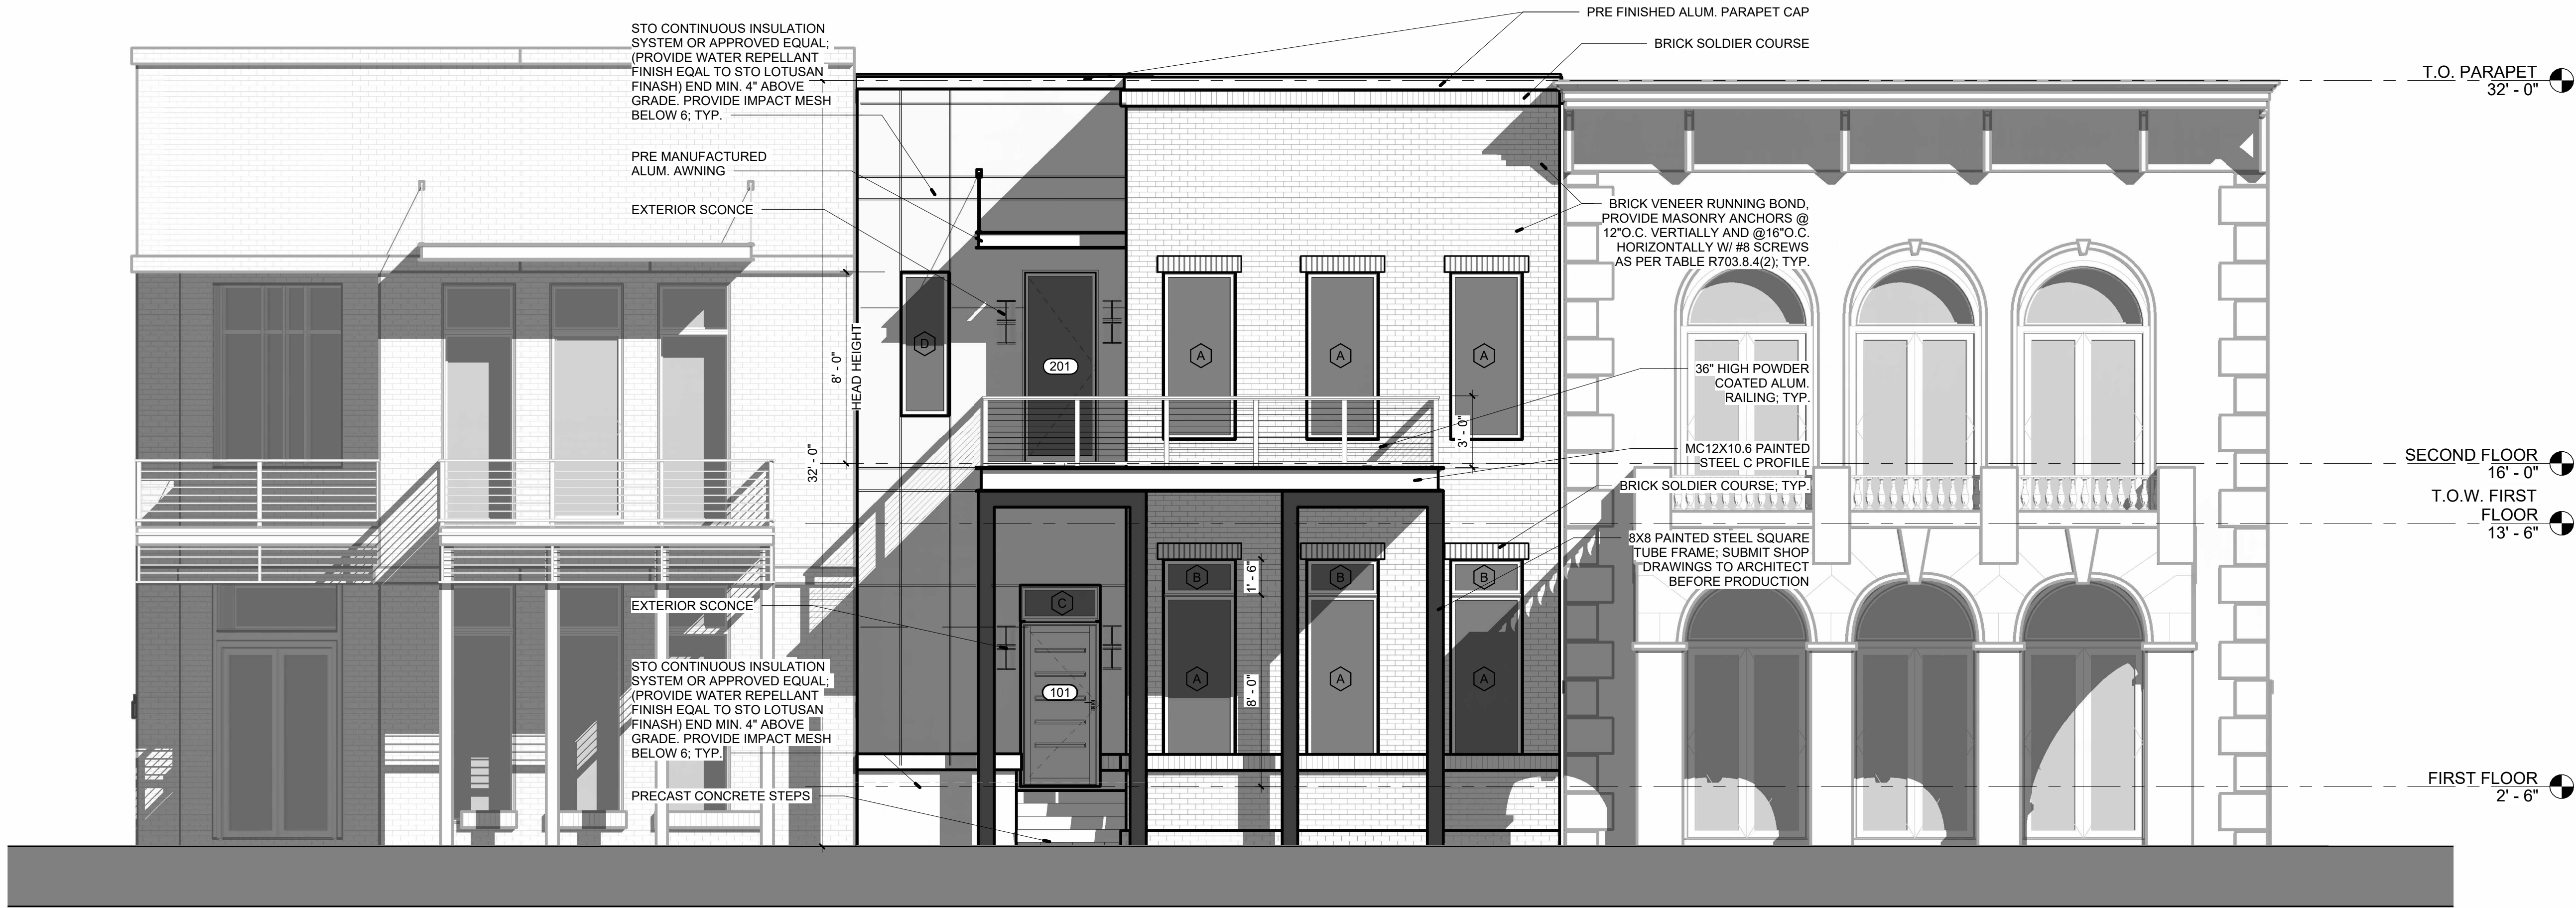 STO CONTINUOUS INSULATION
SYSTEM OR APPROVED EQUAL;
(PROVIDE WATER REPELLANT
FINISH EQAL TO STO LOTUSAN
FINASH) END MIN. 4" ABOVE
GRADE. PROVIDE IMPACT MESH
BELOW 6; TYP.
PRE MANUFACTURED
ALUM. AWNING
EXTERIOR SCONCE
8' - 0"
HEAD HEIGHT
32' - 0"
EXTERIOR SCONCE
STO CONTINUOUS INSULATION
SYSTEM OR APPROVED EQUAL;
(PROVIDE WATER REPELLANT
FINISH EQAL TO STO LOTUSAN
FINASH) END MIN. 4" ABOVE
GRADE. PROVIDE IMPACT MESH
BELOW 6; TYP.
PRECAST CONCRETE STEPS
D
201
A
A
A
3' - 0"
C
B
B
B
1' - 6"
101
A
A
A
8' - 0"
PRE FINISHED ALUM. PARAPET CAP
BRICK SOLDIER COURSE
BRICK VENEER RUNNING BOND,
PROVIDE MASONRY ANCHORS @
12"O.C. VERTIALLY AND @16"O.C.
HORIZONTALLY W/ #8 SCREWS
AS PER TABLE R703.8.4(2); TYP.
36" HIGH POWDER
COATED ALUM.
RAILING; TYP.
MC12X10.6 PAINTED
STEEL C PROFILE
BRICK SOLDIER COURSE; TYP.
8X8 PAINTED STEEL SQUARE
TUBE FRAME; SUBMIT SHOP
DRAWINGS TO ARCHITECT
BEFORE PRODUCTION
T.O. PARAPET
32' - 0"
SECOND FLOOR
16' - 0"
T.O.W. FIRST
FLOOR
13' - 6"
FIRST FLOOR
2' - 6"